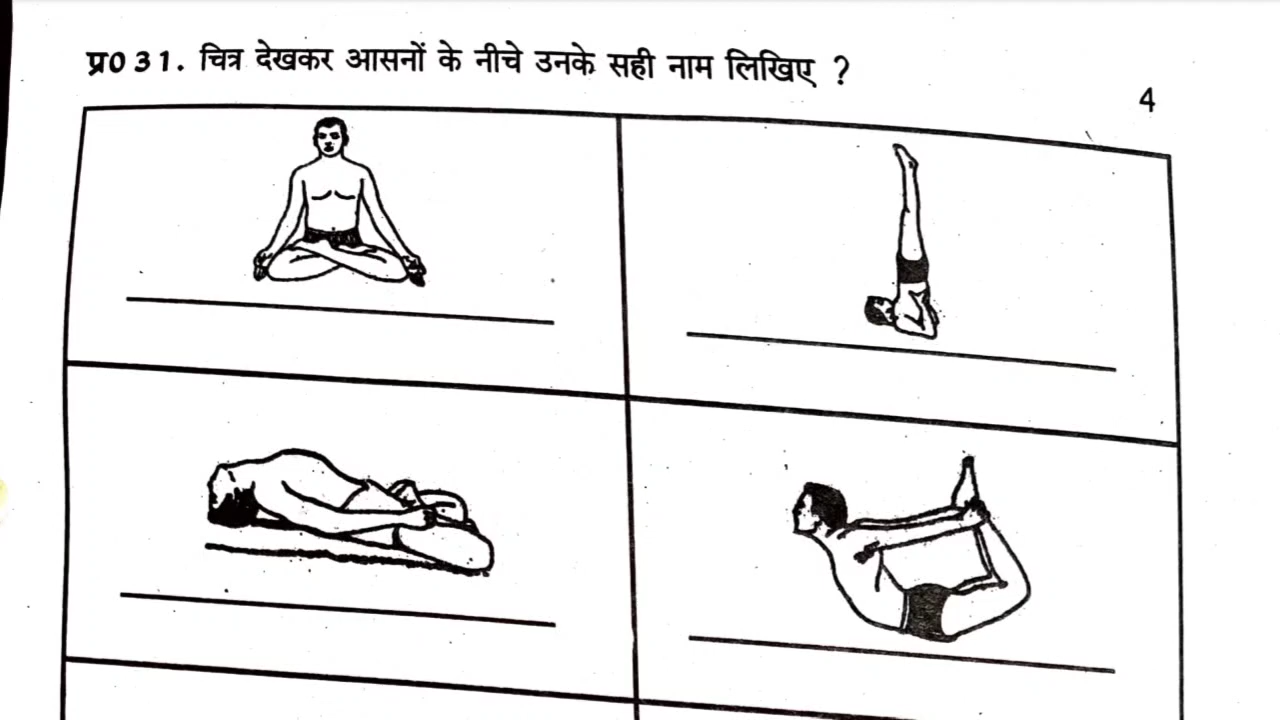 प्र0 31. चित्र देखकर आसनों के नीचे उनके सही नाम लिखिए ?
4